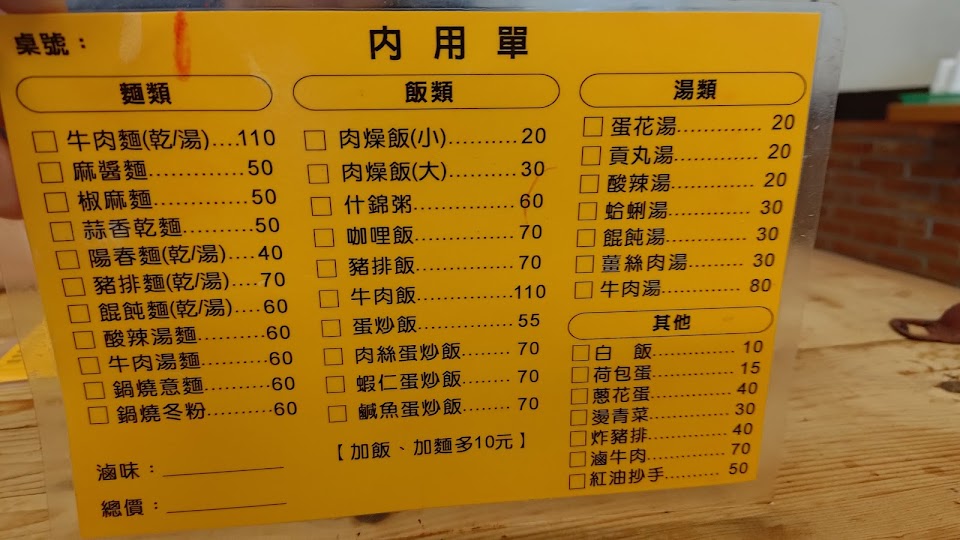 桌號：
內用單
麵類
牛肉麵(乾/湯)....110
麻醬麵..............50
椒麻麵..............50
蒜香乾麵..........50
陽春麵(乾/湯)....40
豬排麵(乾/湯)....70
餛飩麵(乾/湯)....60
酸辣湯麵..........60
牛肉湯麵..........60
鍋燒意麵..........60
鍋燒冬粉..........60
滷味：
總價：
飯類
肉燥飯(小)..........20
肉燥飯(大)..........30
什錦粥..............60
咖哩飯..............70
豬排飯..............70
牛肉飯..............110
蛋炒飯..............55
肉絲蛋炒飯........70
蝦仁蛋炒飯........70
鹹魚蛋炒飯........70
【加飯、加麵多10元】
湯類
蛋花湯............20
貢丸湯............20
酸辣湯............20
蛤蜊湯............30
餛飩湯............30
薑絲肉湯........30
牛肉湯............80
其他
白　飯............10
荷包蛋............15
蔥花蛋............40
燙青菜............30
炸豬排............40
滷牛肉............70
紅油抄手.........50